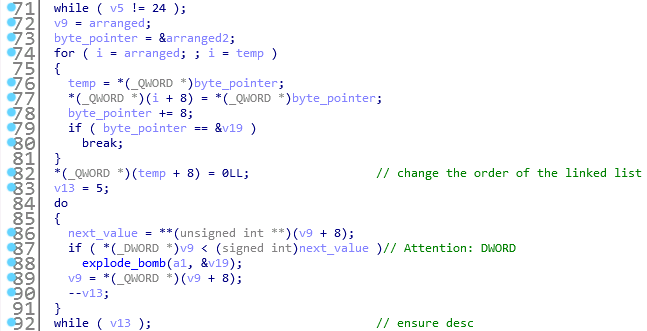 71 while ( v5 != 24 );
72 v9 = arranged;
73 byte_pointer = &arranged2;
74 for ( i = arranged; ; i = temp )
75 {
76 temp = *(_QWORD *)byte_pointer;
77 *(_QWORD *)(i + 8) = *(_QWORD *)byte_pointer;
78 byte_pointer += 8;
79 if ( byte_pointer == &v19 )
80 break;
81 }
82 *(_QWORD *)(temp + 8) = 0LL; // change the order of the linked list
83 v13 = 5;
84 do
85 {
86 next_value = **(unsigned int **)(v9 + 8);
87 if ( *(_DWORD *)v9 < (signed int)next_value )// Attention: DWORD
88 explode_bomb(a1, &v19);
89 v9 = *(_QWORD *)(v9 + 8);
90 --v13;
91 }
92 while ( v13 ); // ensure desc